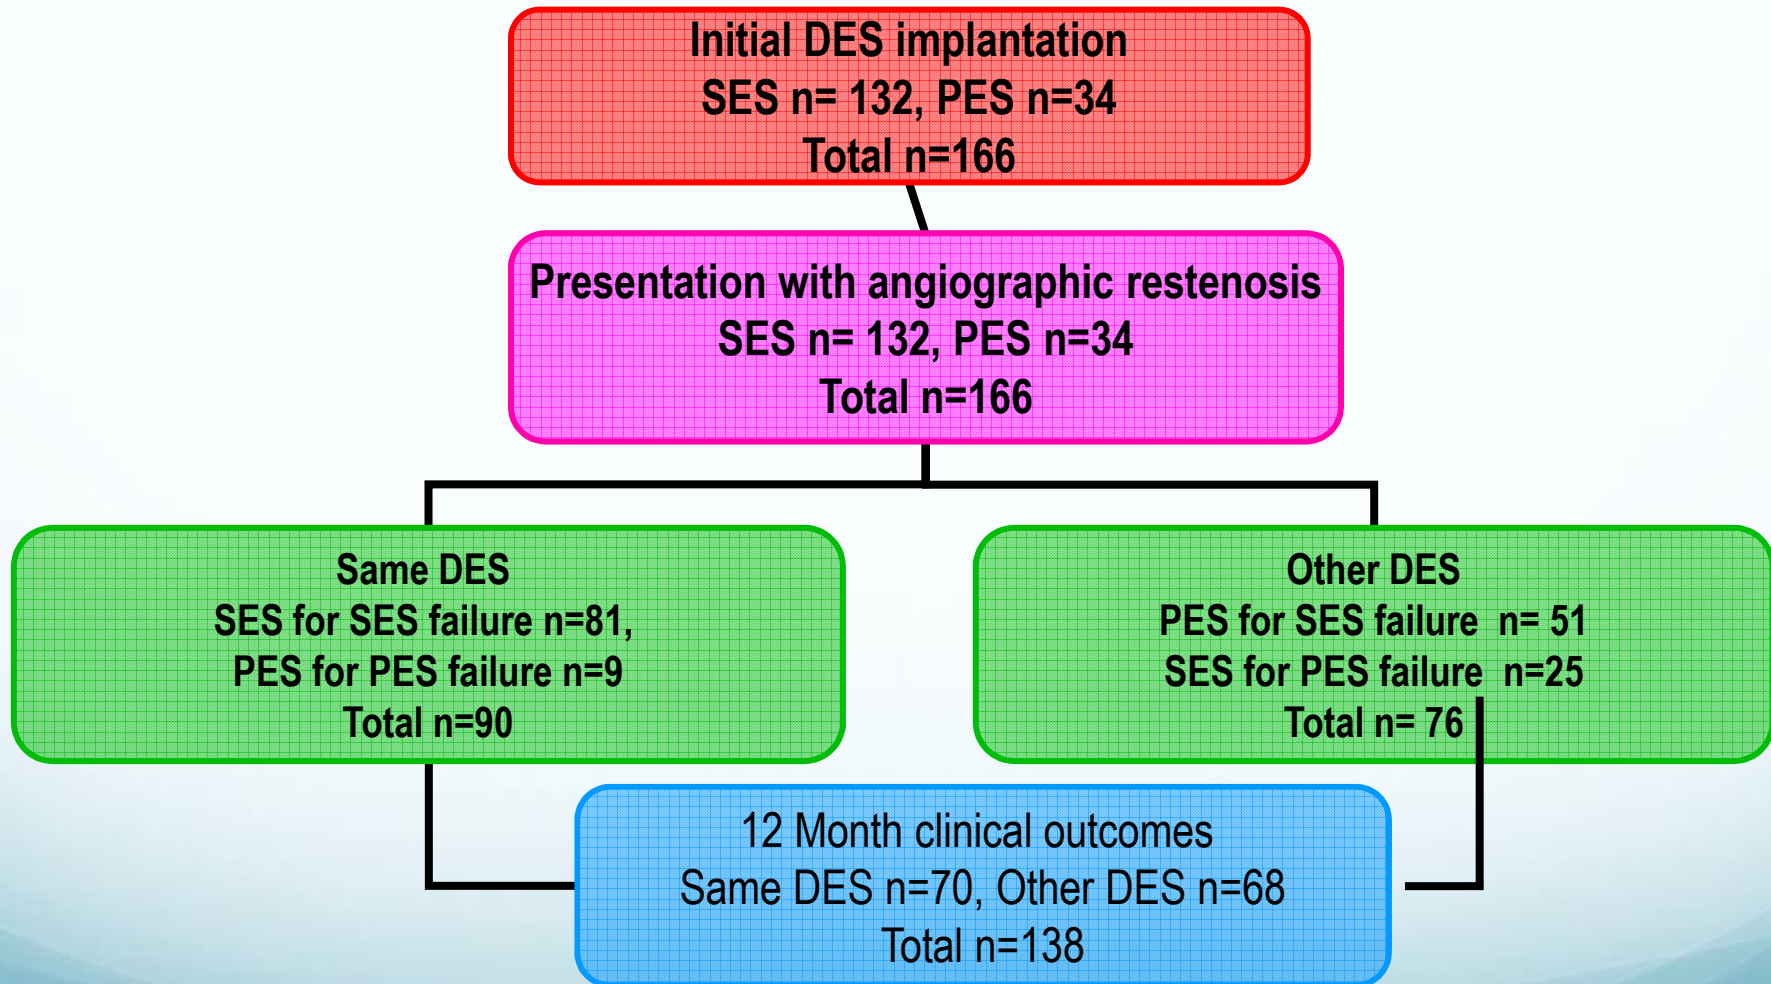 Initial DES implantation
SES n= 132, PES n=34
Total n=166
Presentation with angiographic restenosis
SES n= 132, PES n=34
Total n=166
Same DES
SES for SES failure n=81,
PES for PES failure n=9
Total n=90
Other DES
PES for SES failure n= 51
SES for PES failure n=25
Total n= 76
12 Month clinical outcomes
Same DES n=70, Other DES n=68
Total n=138